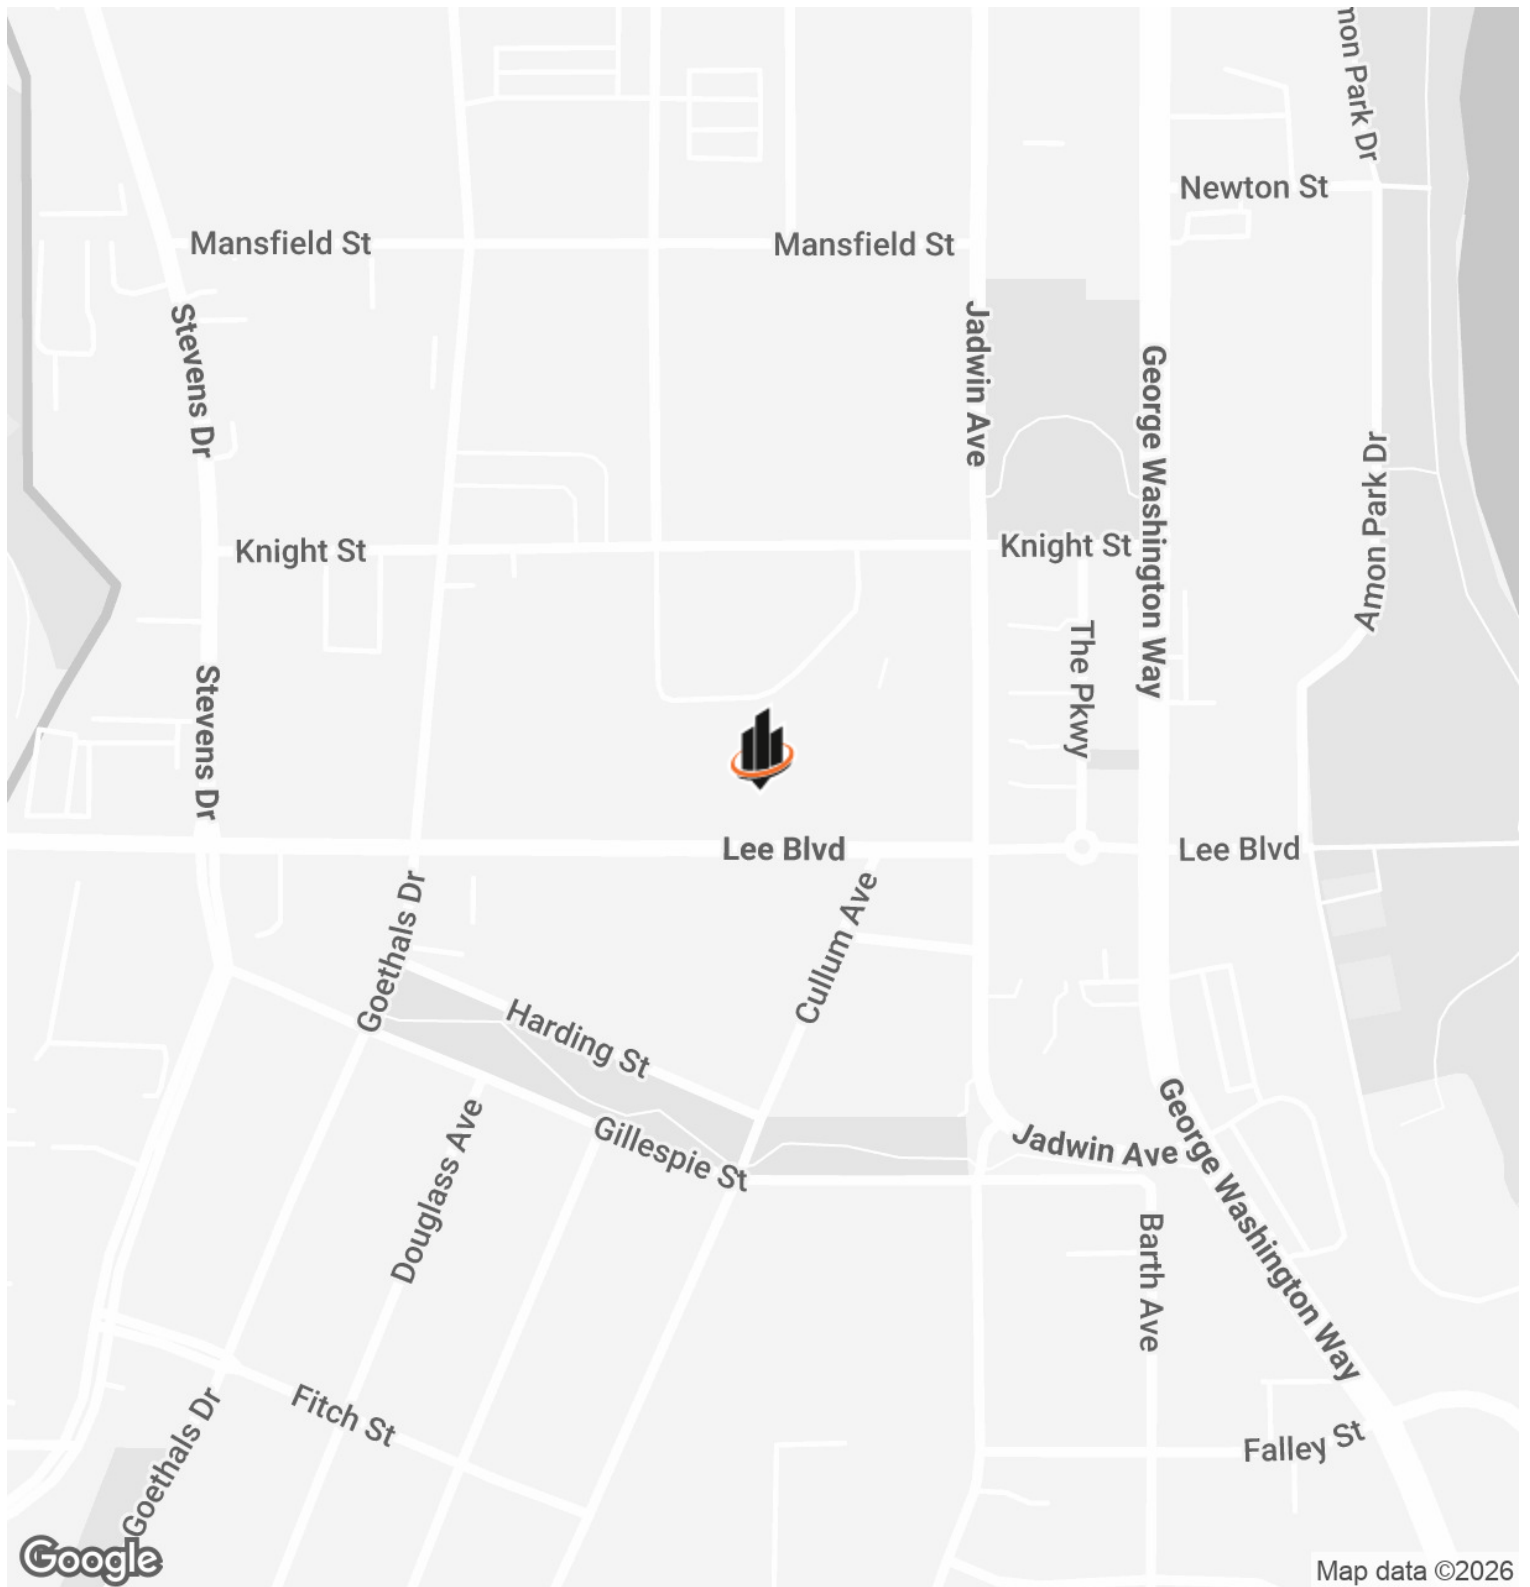 mon Park Dr
Newton St
Mansfield St
Mansfield St
Stevens Dr
Jadwin Ave
George Washington Way
Ammon Park Dr
Knight St
Knight St
The Pkwy
Stevens Dr
Lee Blvd
Lee Blvd
Goethals Dr
Cullum Ave
Harding St
Gillespie St
Jadwin Ave
George Washington Way
Douglass Ave
Barth Ave
Fitch St
Goethals Dr
Falley St
Google
Map data ©2026